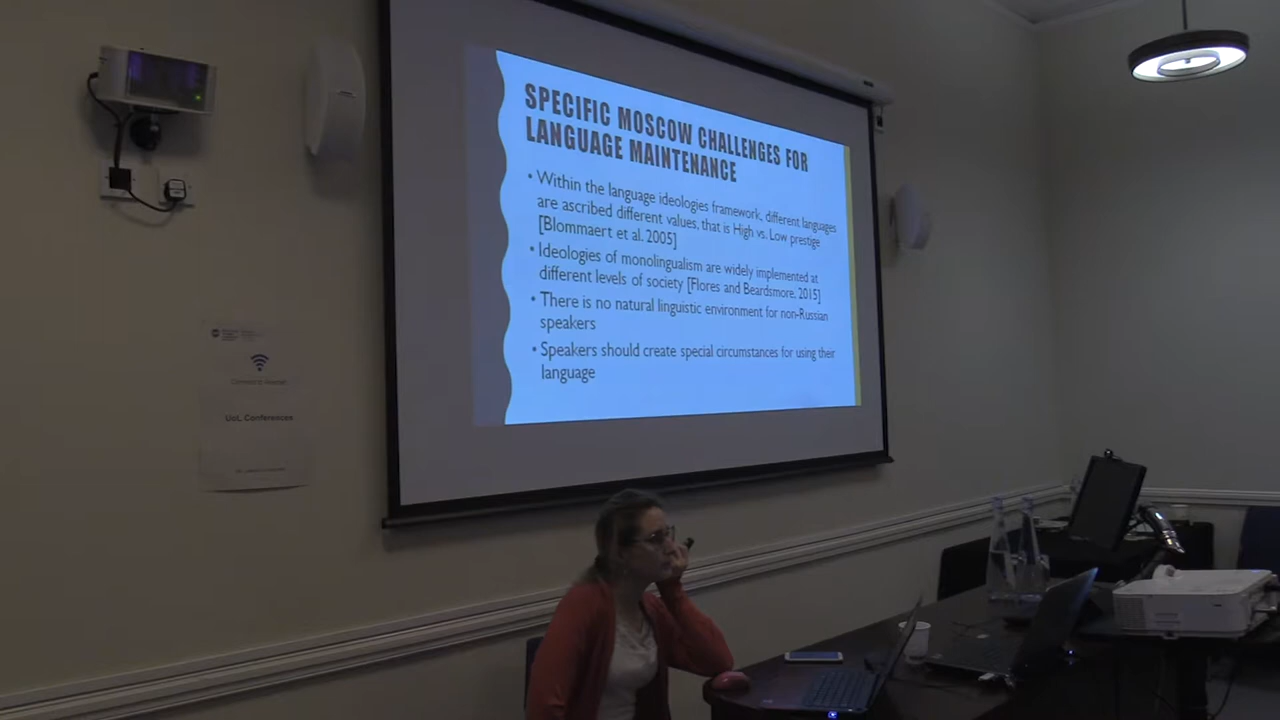 SPECIFIC MOSCOW CHALLENGES FOR
LANGUAGE MAINTENANCE
• Within the language ideologies framework, different languages
are ascribed different values, that is High vs. Low prestige
[Blommaert et al. 2005]
• Ideologies of monolingualism are widely implemented at
different levels of society [Flores and Beardsmore, 2015]
• There is no natural linguistic environment for non-Russian
speakers
• Speakers should create special circumstances for using their
language
UCL Conferences